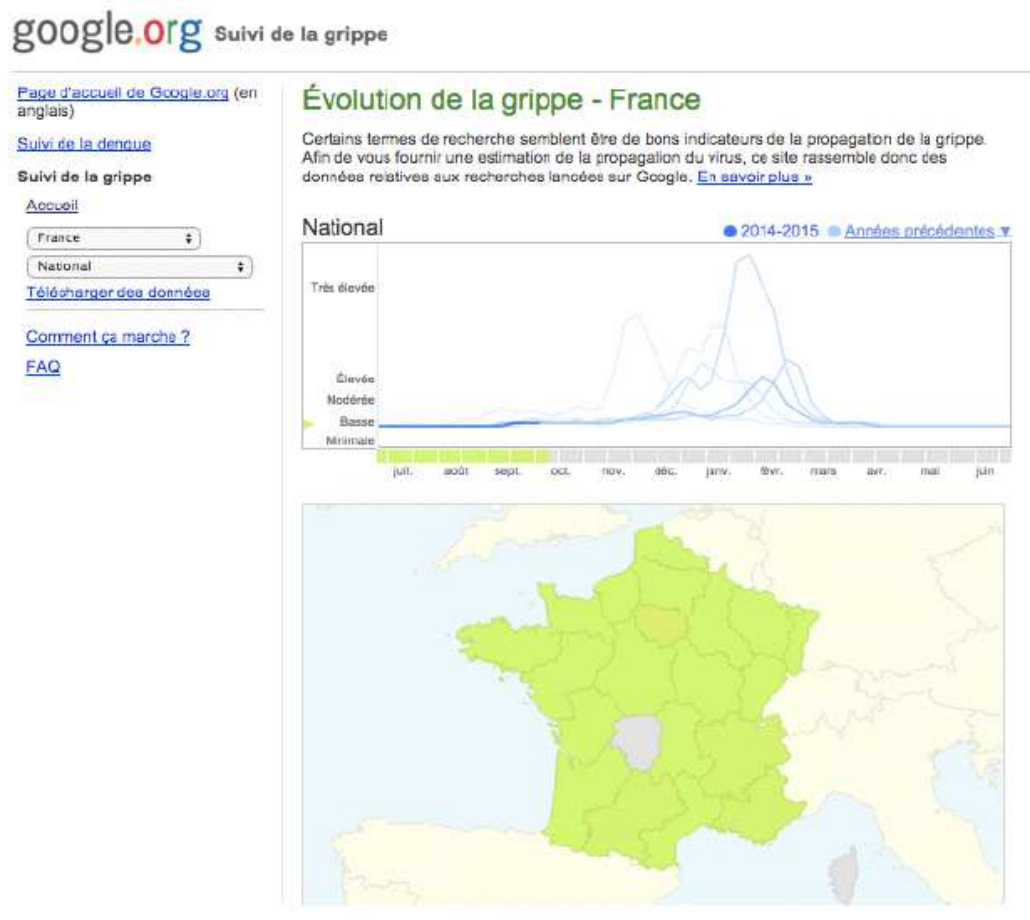 google.org Suivi de la grippe
Page d'accueil de Google.org (en
anglais)
Suivi de la dengue
Suivi de la grippe
Accueil
France
National
Télécharger des données
Comment ça marche ?
FAQ
Évolution de la grippe - France
Certains termes de recherche semblent être de bons indicateurs de la propagation de la grippe.
Afin de vous fournir une estimation de la propagation du virus, ce site rassemble donc des
données relatives aux recherches lancées sur Google. En savoir plus »
National
2014-2015 Années précédentes ▼
Très élevée
Élevée
Modérée
Basse
Minimale
juil. août sept. oct. nov. déc. janv. févr. mars avr. mai juin